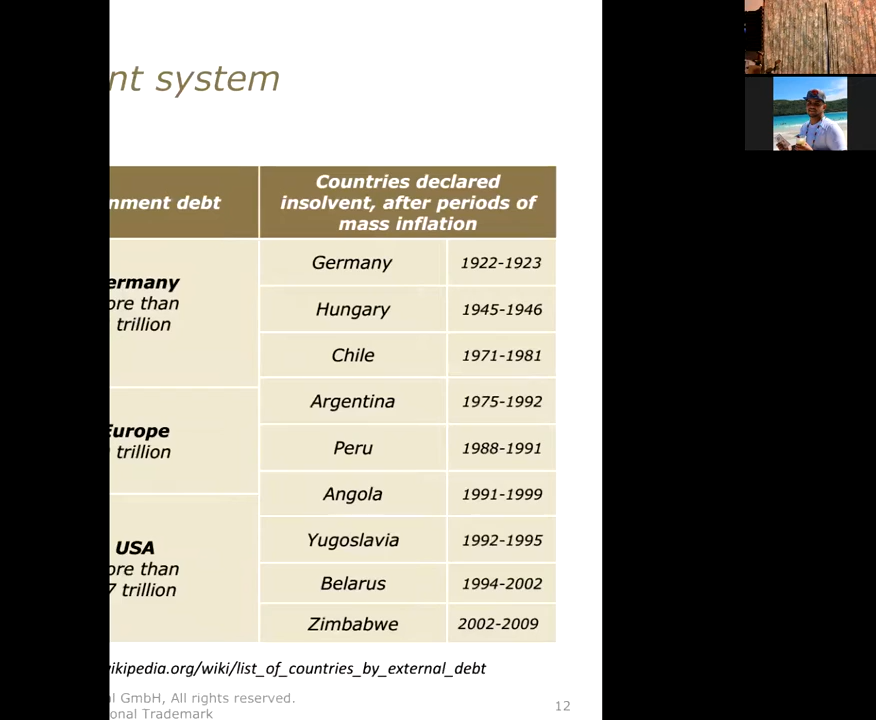 nt system
nment debt
Countries declared
insolvent, after periods of
mass inflation
ermany
ore than
trillion
Europe
trillion
USA
ore than
7 trillion
Germany 1922-1923
Hungary 1945-1946
Chile 1971-1981
Argentina 1975-1992
Peru 1988-1991
Angola 1991-1999
Yugoslavia 1992-1995
Belarus 1994-2002
Zimbabwe 2002-2009
ikipedia.org/wiki/list_of_countries_by_external_debt
al GmbH, All rights reserved.
onal Trademark
12